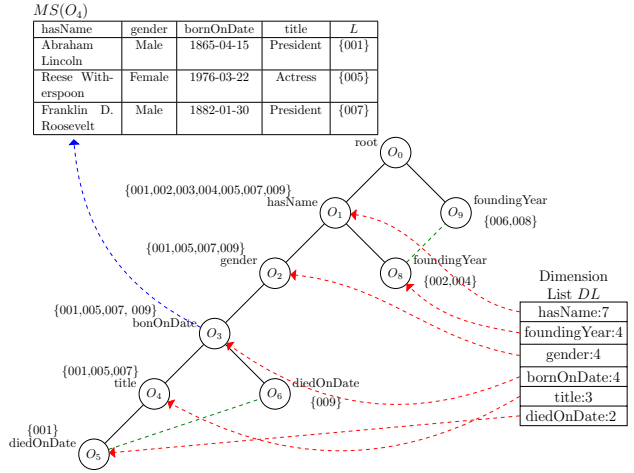 MS(O4)
hasName gender bornOnDate title L
Abraham Lincoln Male 1865-04-15 President {001}
Reese With-erspoon Female 1976-03-22 Actress {005}
Franklin D. Roosevelt Male 1882-01-30 President {007}
root
O0
{001,002,003,004,005,007,009}
hasName
O1
foundingYear
O9
{006,008}
{001,005,007,009}
gender
O2
foundingYear
O8
{002,004}
Dimension
List DL
hasName:7
foundingYear:4
gender:4
bornOnDate:4
title:3
diedOnDate:2
{001,005,007, 009}
bonOnDate
O3
{001,005,007}
title
O4
diedOnDate
O6
{009}
{001}
diedOnDate
O5